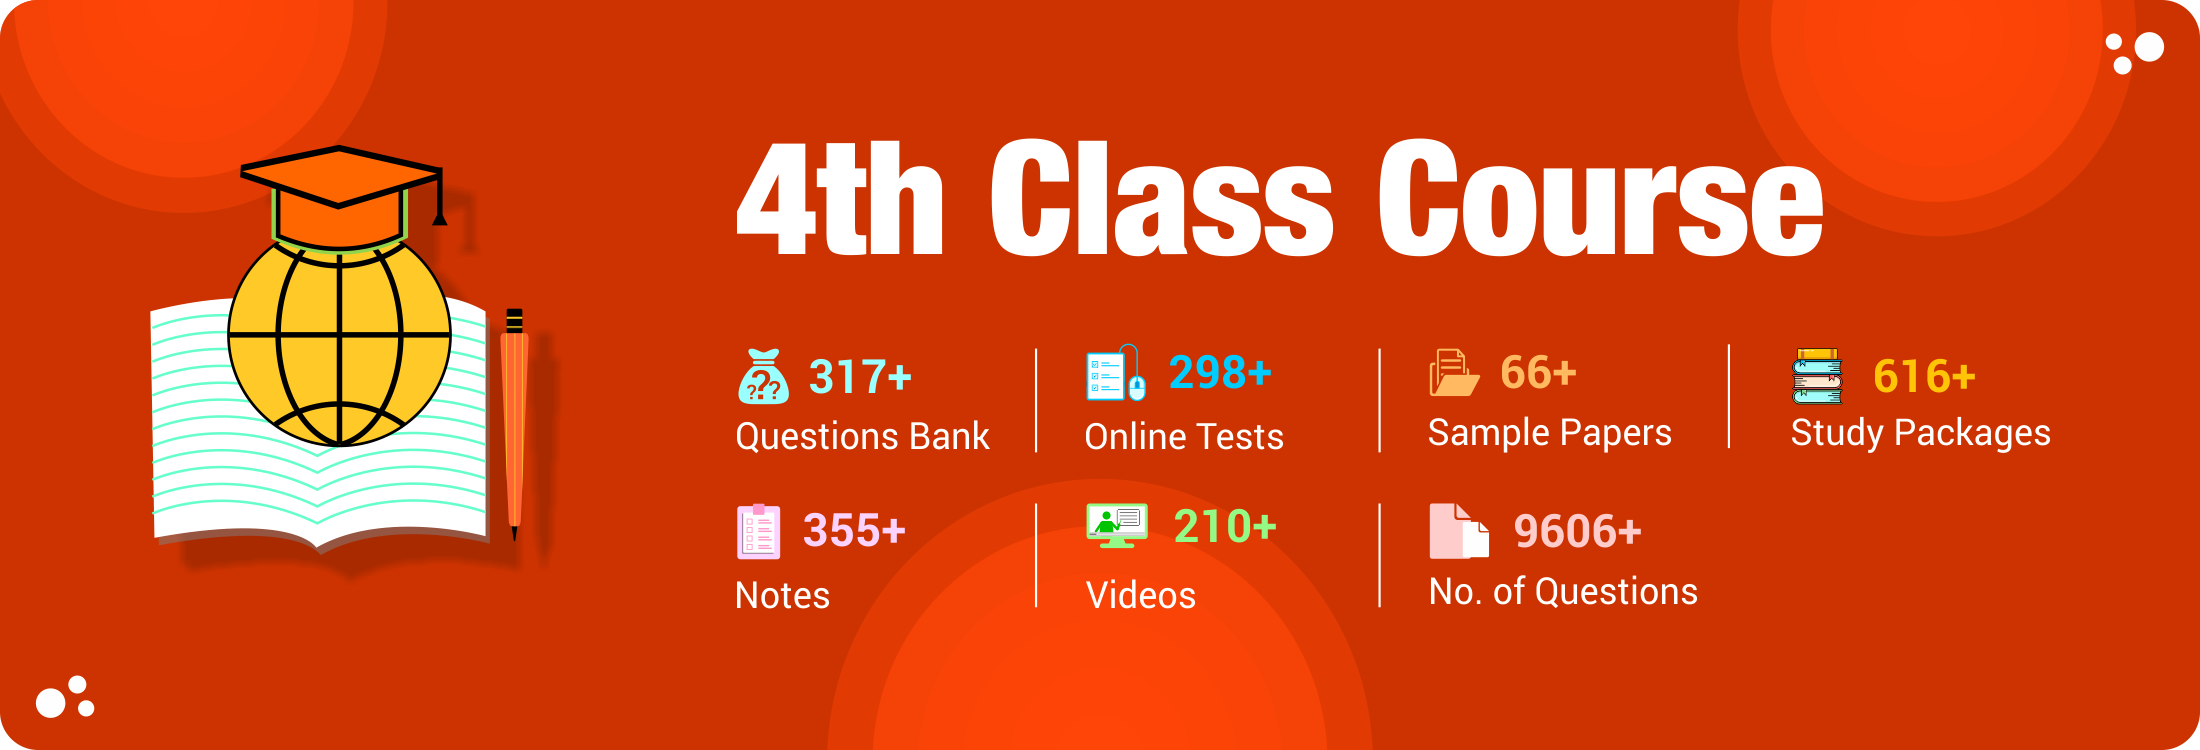 4th Class Course
317+
Questions Bank
298+
Online Tests
66+
Sample Papers
616+
Study Packages
355+
Notes
210+
Videos
9606+
No. of Questions